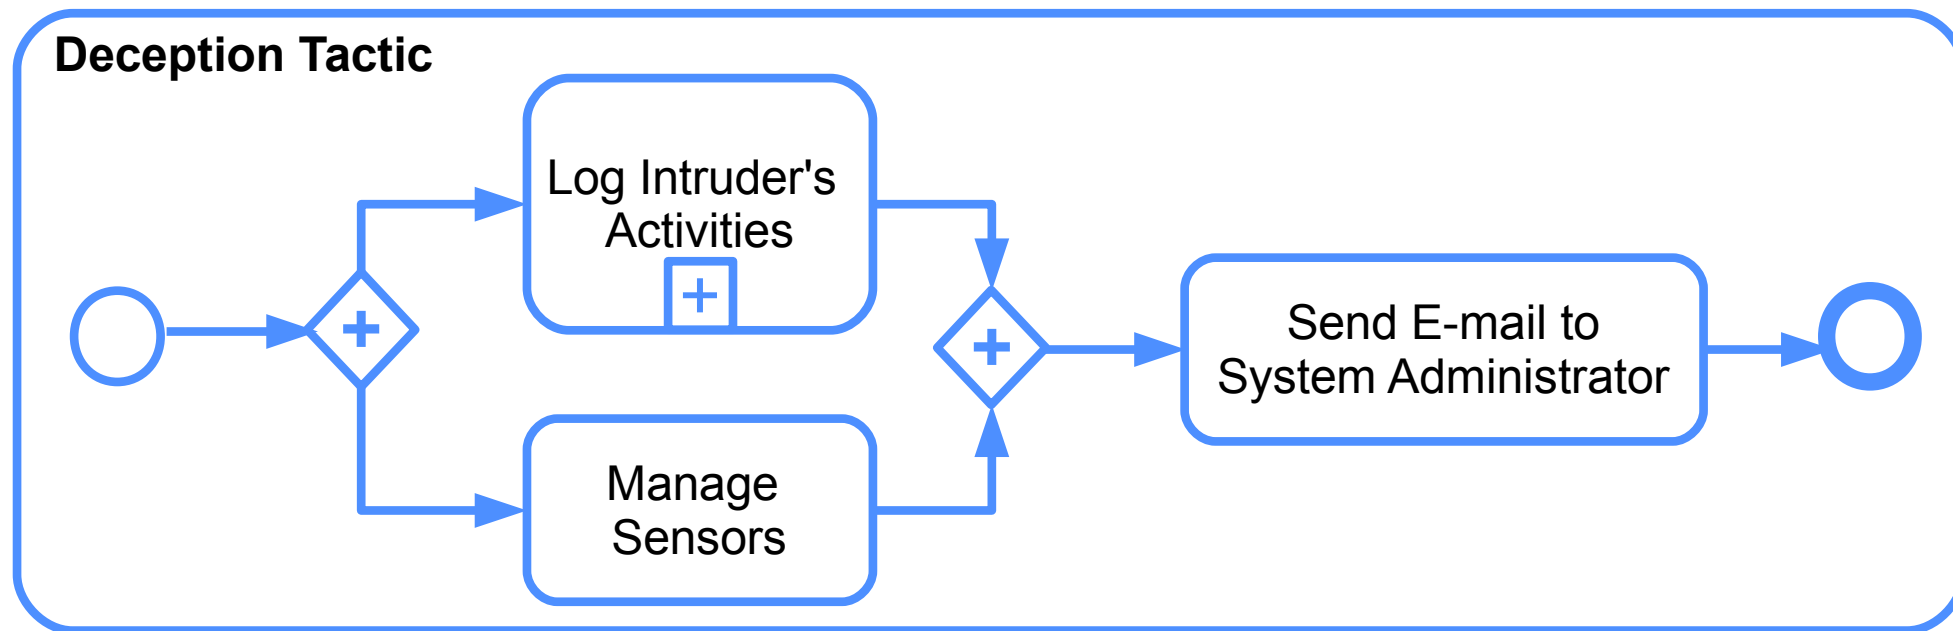 Deception Tactic
Log Intruder's
Activities
Manage
Sensors
Send E-mail to
System Administrator